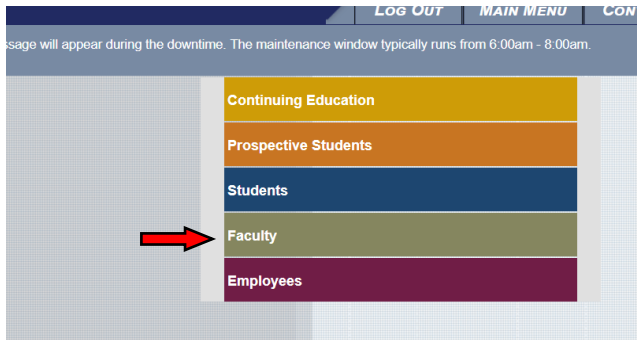 LOG OUT MAIN MENU
ssage will appear during the downtime. The maintenance window typically runs from 6:00am - 8:00am.
Continuing Education
Prospective Students
Students
Faculty
Employees